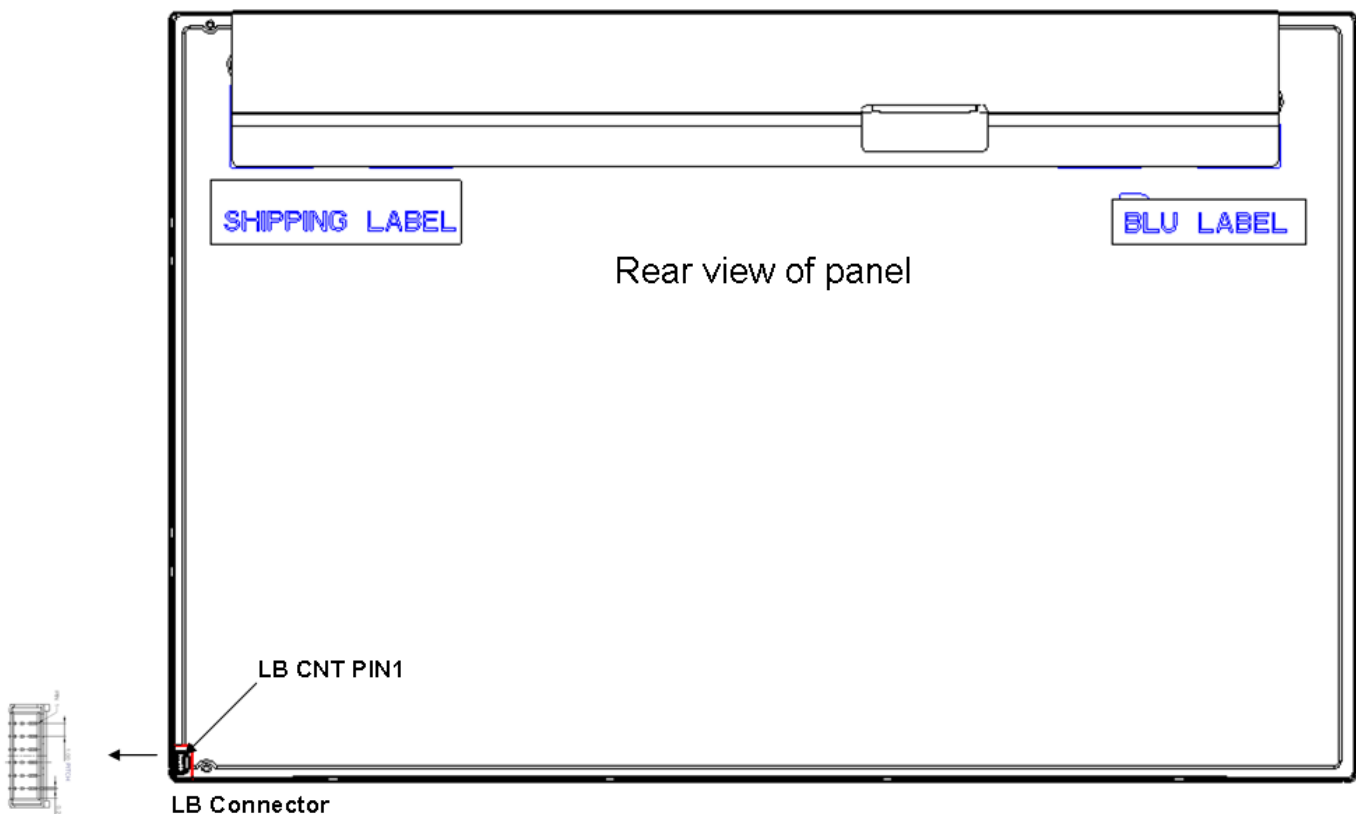 SHIPPING LABEL
BLU LABEL
Rear view of panel
LB CNT PIN1
LB Connector